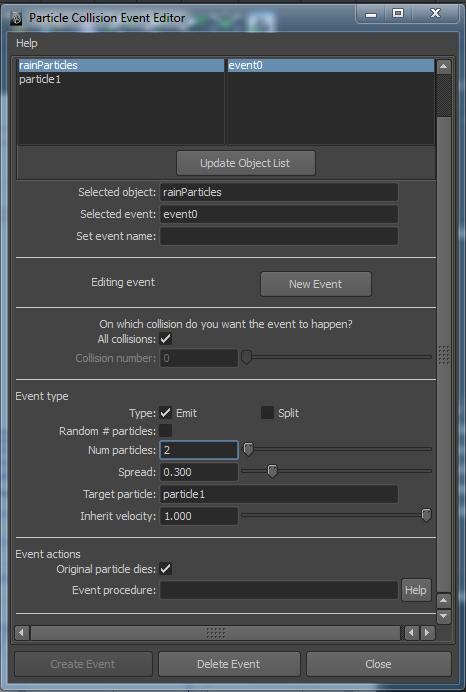 Particle Collision Event Editor
Help
rainParticles event0
particle1
Update Object List
Selected object: rainParticles
Selected event: event0
Set event name:
Editing event New Event
On which collision do you want the event to happen?
All collisions:
Collision number: 0
Event type
Type: Emit Split
Random # particles:
Num particles: 2
Spread: 0.300
Target particle: particle1
Inherit velocity: 1.000
Event actions
Original particle dies:
Event procedure: Help
Create Event Delete Event Close